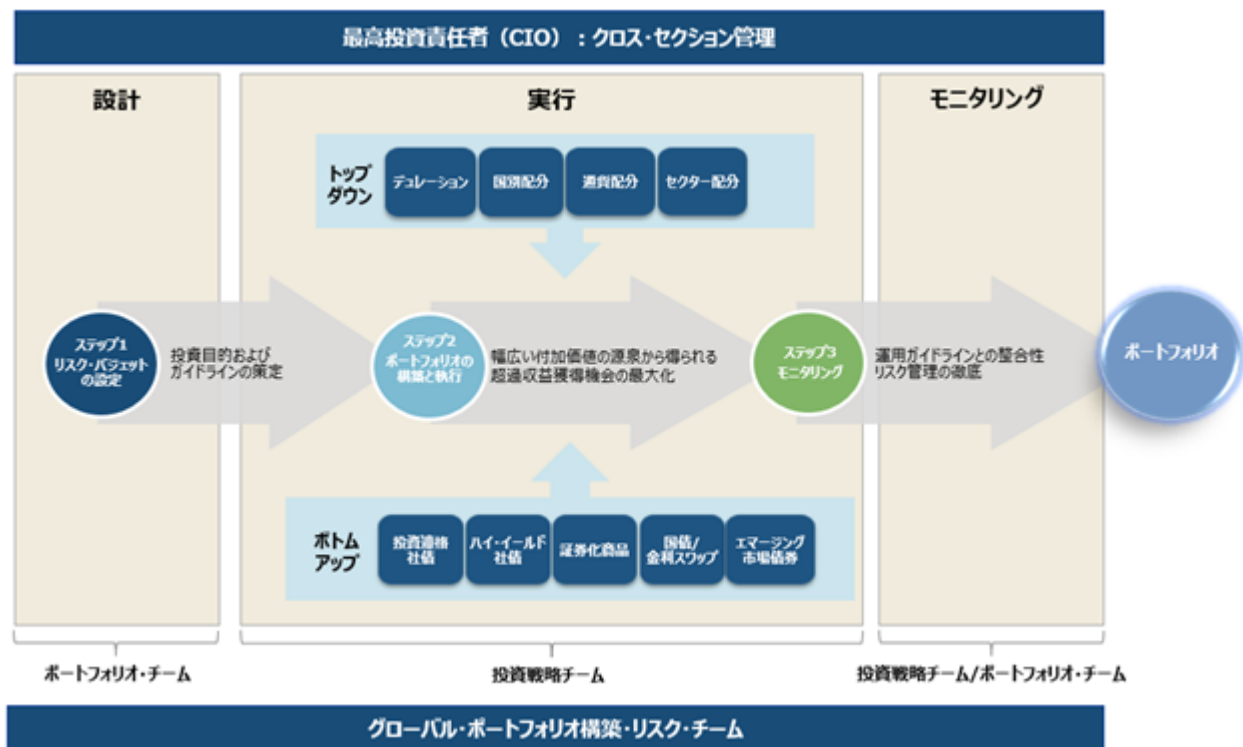 最高投資責任者（CIO）：クロス・セクション管理
設計
実行
モニタリング
トップ
ダウン
デュレーション
国別配分
通貨配分
セクター配分
ステップ1
リスク・バジェット
の設定
投資目的および
ガイドラインの策定
ステップ2
ポートフォリオの
構築と執行
幅広い付加価値の源泉から得られる
超過収益獲得機会の最大化
ステップ3
モニタリング
運用ガイドラインとの整合性
リスク管理の徹底
ポートフォリオ
ボトム
アップ
投資適格
社債
ハイ・イールド
社債
証券化商品
国債/
金利スワップ
エマージング
市場債券
ポートフォリオ・チーム
投資戦略チーム
投資戦略チーム/ポートフォリオ・チーム
グローバル・ポートフォリオ構築・リスク・チーム